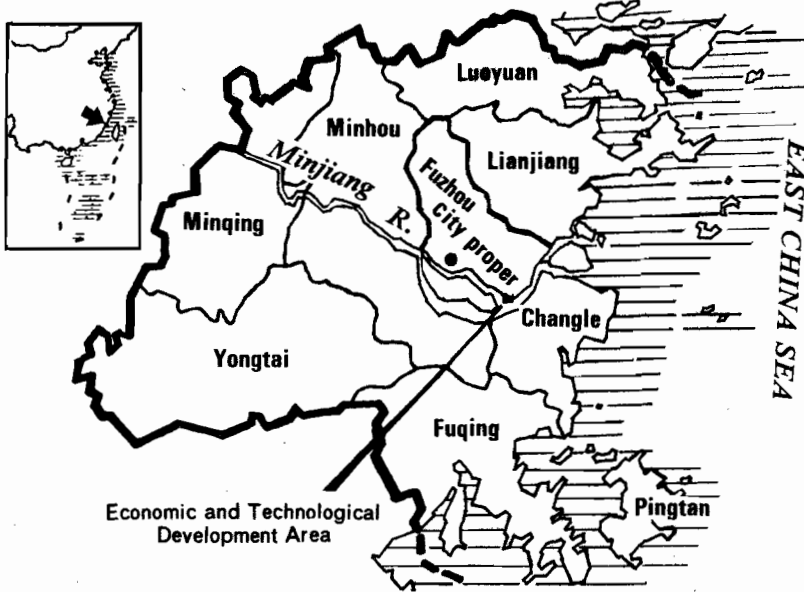 Luoyuan
Minhou
Lianjiang
Minjiang R.
Fuzhou
city proper
Minqing
EAST CHINA SEA
Changle
Yongtai
Fuqing
Pingtan
Economic and Technological
Development Area